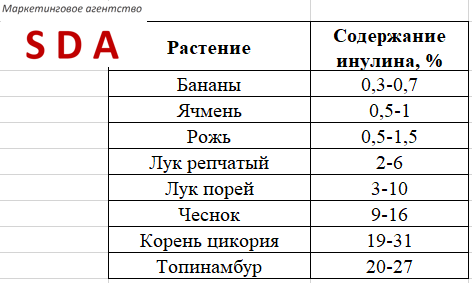 Маркетинговое агентство
SDA
Растение
Содержание
инулина, %
Бананы 0,3-0,7
Ячмень 0,5-1
Рожь 0,5-1,5
Лук репчатый 2-6
Лук порей 3-10
Чеснок 9-16
Корень цикория 19-31
Топинамбур 20-27